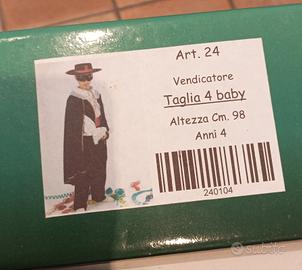 Art. 24
Vendicatore
Taglia 4 baby
Altezza Cm. 98
Anni 4
240104
subito